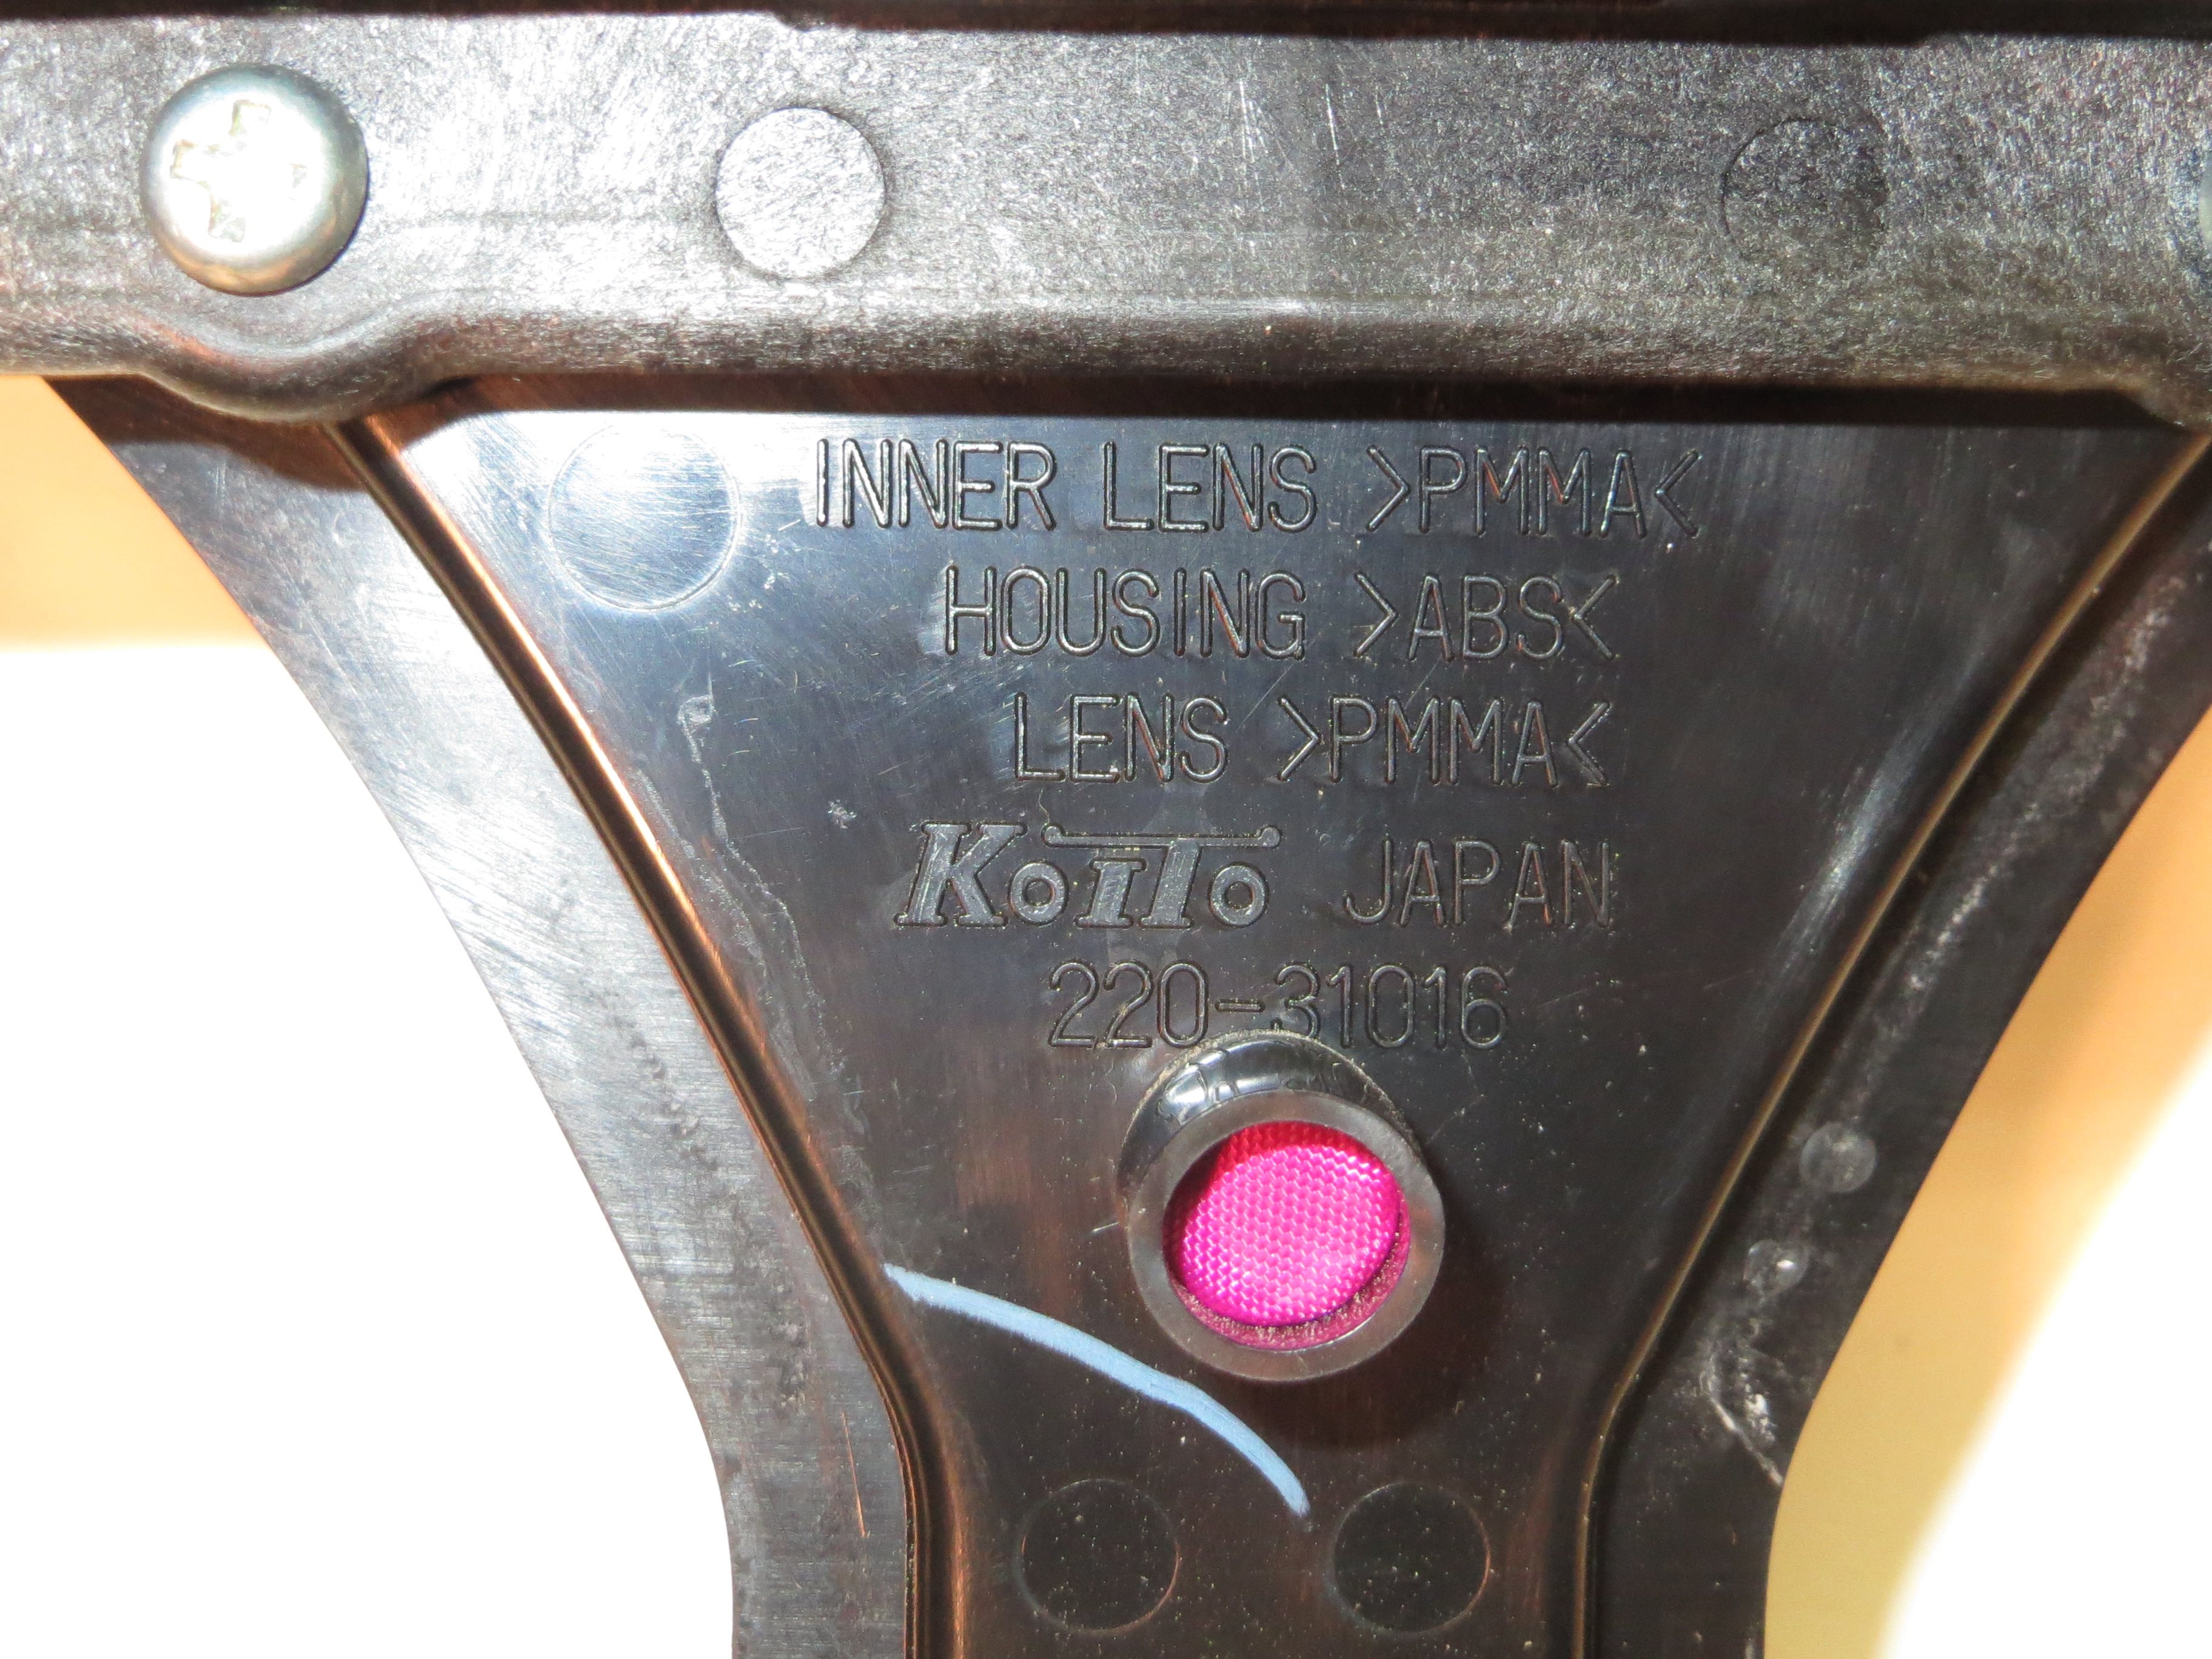 INNER LENS >PMMA<
HOUSING >ABS<
LENS >PMMA<
KOITO JAPAN
220-31016